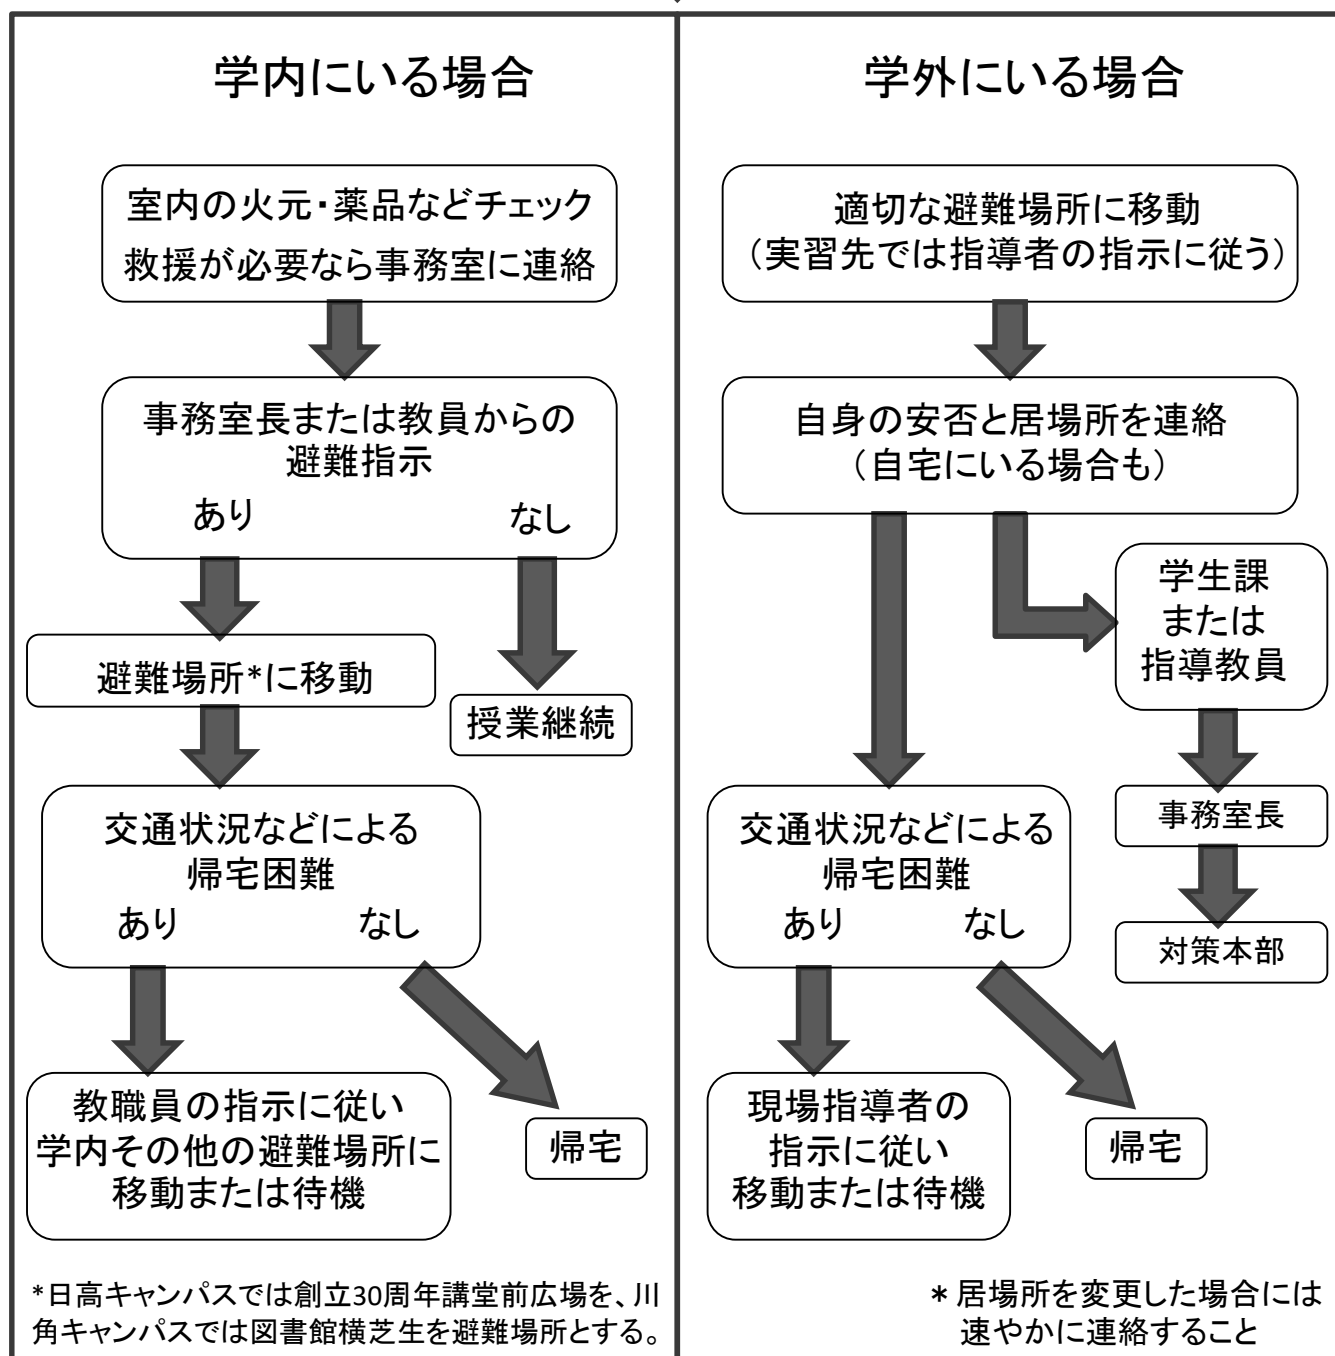 学内にいる場合
室内の火元・薬品などチェック
救援が必要なら事務室に連絡
事務室長または教員からの
避難指示
あり
なし
避難場所*に移動
授業継続
交通状況などによる
帰宅困難
あり
なし
教職員の指示に従い
学内その他の避難場所に
移動または待機
帰宅
*日高キャンパスでは創立30周年講堂前広場を、川
角キャンパスでは図書館横芝生を避難場所とする。
学外にいる場合
適切な避難場所に移動
(実習先では指導者の指示に従う)
自身の安否と居場所を連絡
(自宅にいる場合も)
学生課
または
指導教員
事務室長
対策本部
交通状況などによる
帰宅困難
あり
なし
現場指導者の
指示に従い
移動または待機
帰宅
*居場所を変更した場合には
速やかに連絡すること